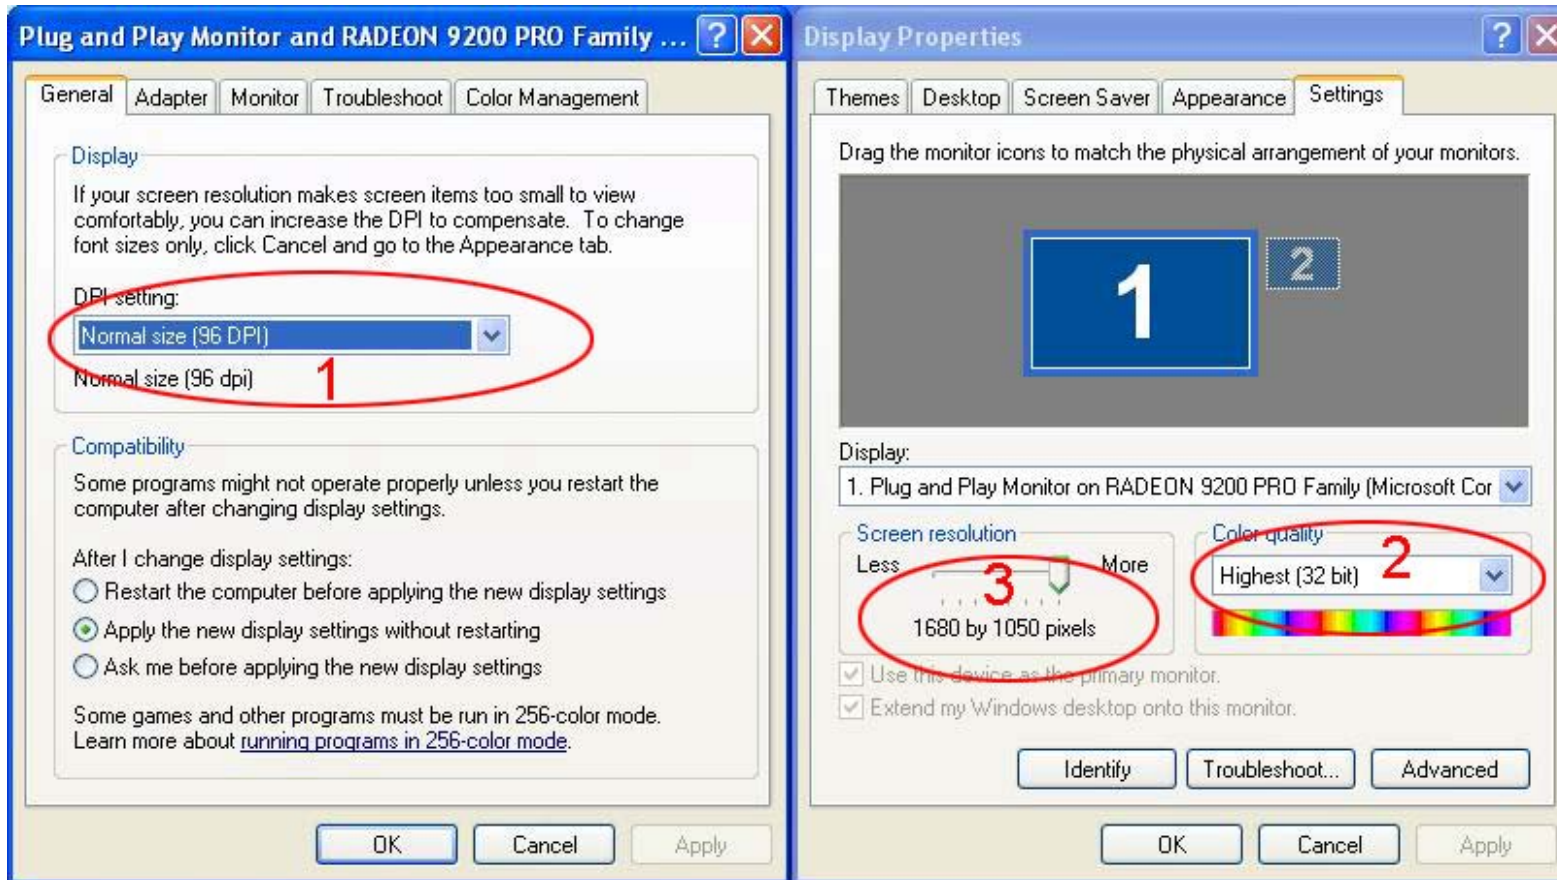 Plug and Play Monitor and RADEON 9200 PRO Family ...
General Adapter Monitor Troubleshoot Color Management
Display
If your screen resolution makes screen items too small to view
comfortably, you can increase the DPI to compensate. To change
font sizes only, click Cancel and go to the Appearance tab.
DPI setting:
Normal size (96 DPI)
Normal size (96 dpi)
1
Compatibility
Some programs might not operate properly unless you restart the
computer after changing display settings.
After I change display settings:
Restart the computer before applying the new display settings
Apply the new display settings without restarting
Ask me before applying the new display settings
Some games and other programs must be run in 256-color mode.
Learn more about running programs in 256-color mode.
OK Cancel Apply
Display Properties
Themes Desktop Screen Saver Appearance Settings
Drag the monitor icons to match the physical arrangement of your monitors.
1 2
Display:
1. Plug and Play Monitor on RADEON 9200 PRO Family (Microsoft Cor
Screen resolution
Less More
3
1680 by 1050 pixels
Color quality
Highest (32 bit)
2
Use this device as the primary monitor.
Extend my Windows desktop onto this monitor.
Identify Troubleshoot... Advanced
OK Cancel Apply